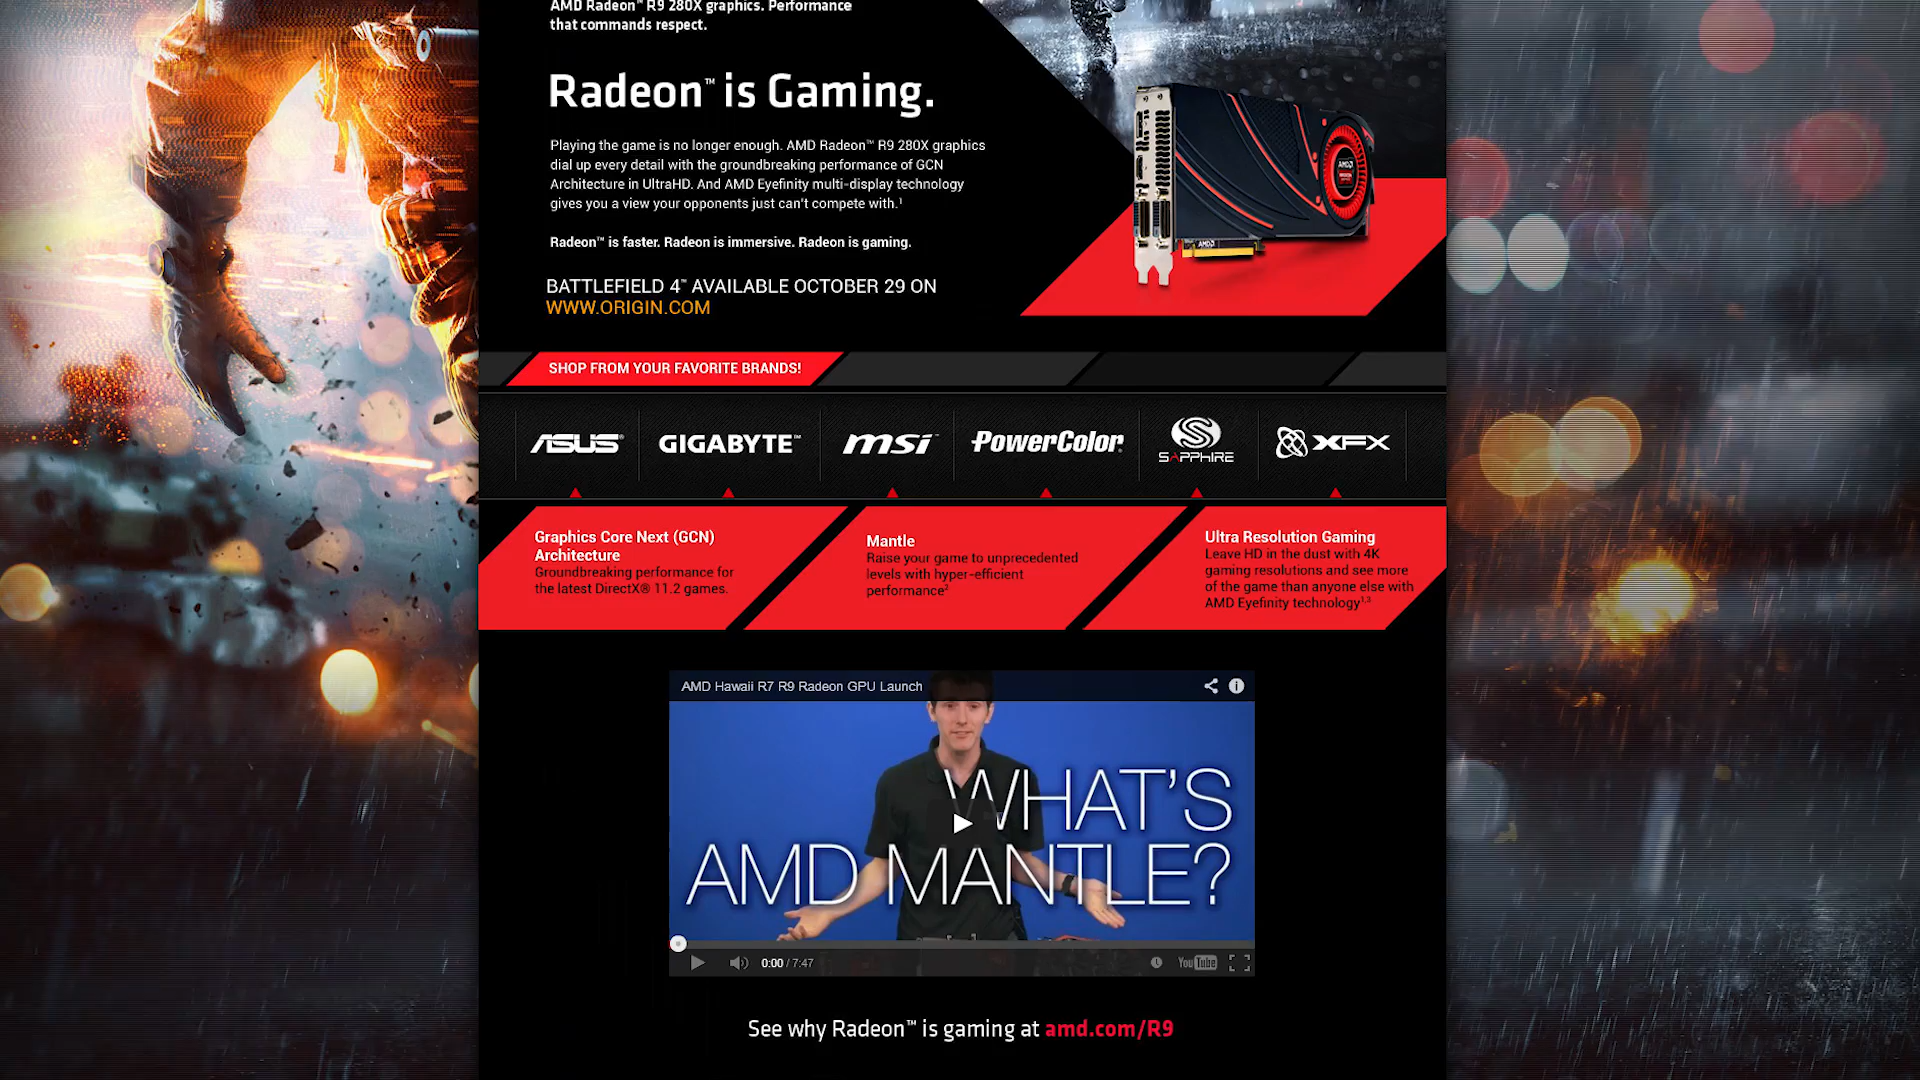 AMD Radeon™ R9 280X graphics. Performance
that commands respect.
Radeon™ is Gaming.
Playing the game is no longer enough. AMD Radeon™ R9 280X graphics
dial up every detail with the groundbreaking performance of GCN
Architecture in UltraHD. And AMD Eyefinity multi-display technology
gives you a view your opponents just can't compete with.¹
Radeon™ is faster. Radeon is immersive. Radeon is gaming.
BATTLEFIELD 4™ AVAILABLE OCTOBER 29 ON
WWW.ORIGIN.COM
AMD
AMD
SHOP FROM YOUR FAVORITE BRANDS!
ASUS® GIGABYTE™ msi™ PowerColor® SAPPHIRE XFX
Graphics Core Next (GCN)
Architecture
Groundbreaking performance for
the latest DirectX® 11.2 games.
Mantle
Raise your game to unprecedented
levels with hyper-efficient
performance²
Ultra Resolution Gaming
Leave HD in the dust with 4K
gaming resolutions and see more
of the game than anyone else with
AMD Eyefinity technology¹,³
AMD Hawaii R7 R9 Radeon GPU Launch
WHAT'S
AMD MANTLE?
0:00 / 7:47
YouTube
See why Radeon™ is gaming at amd.com/R9